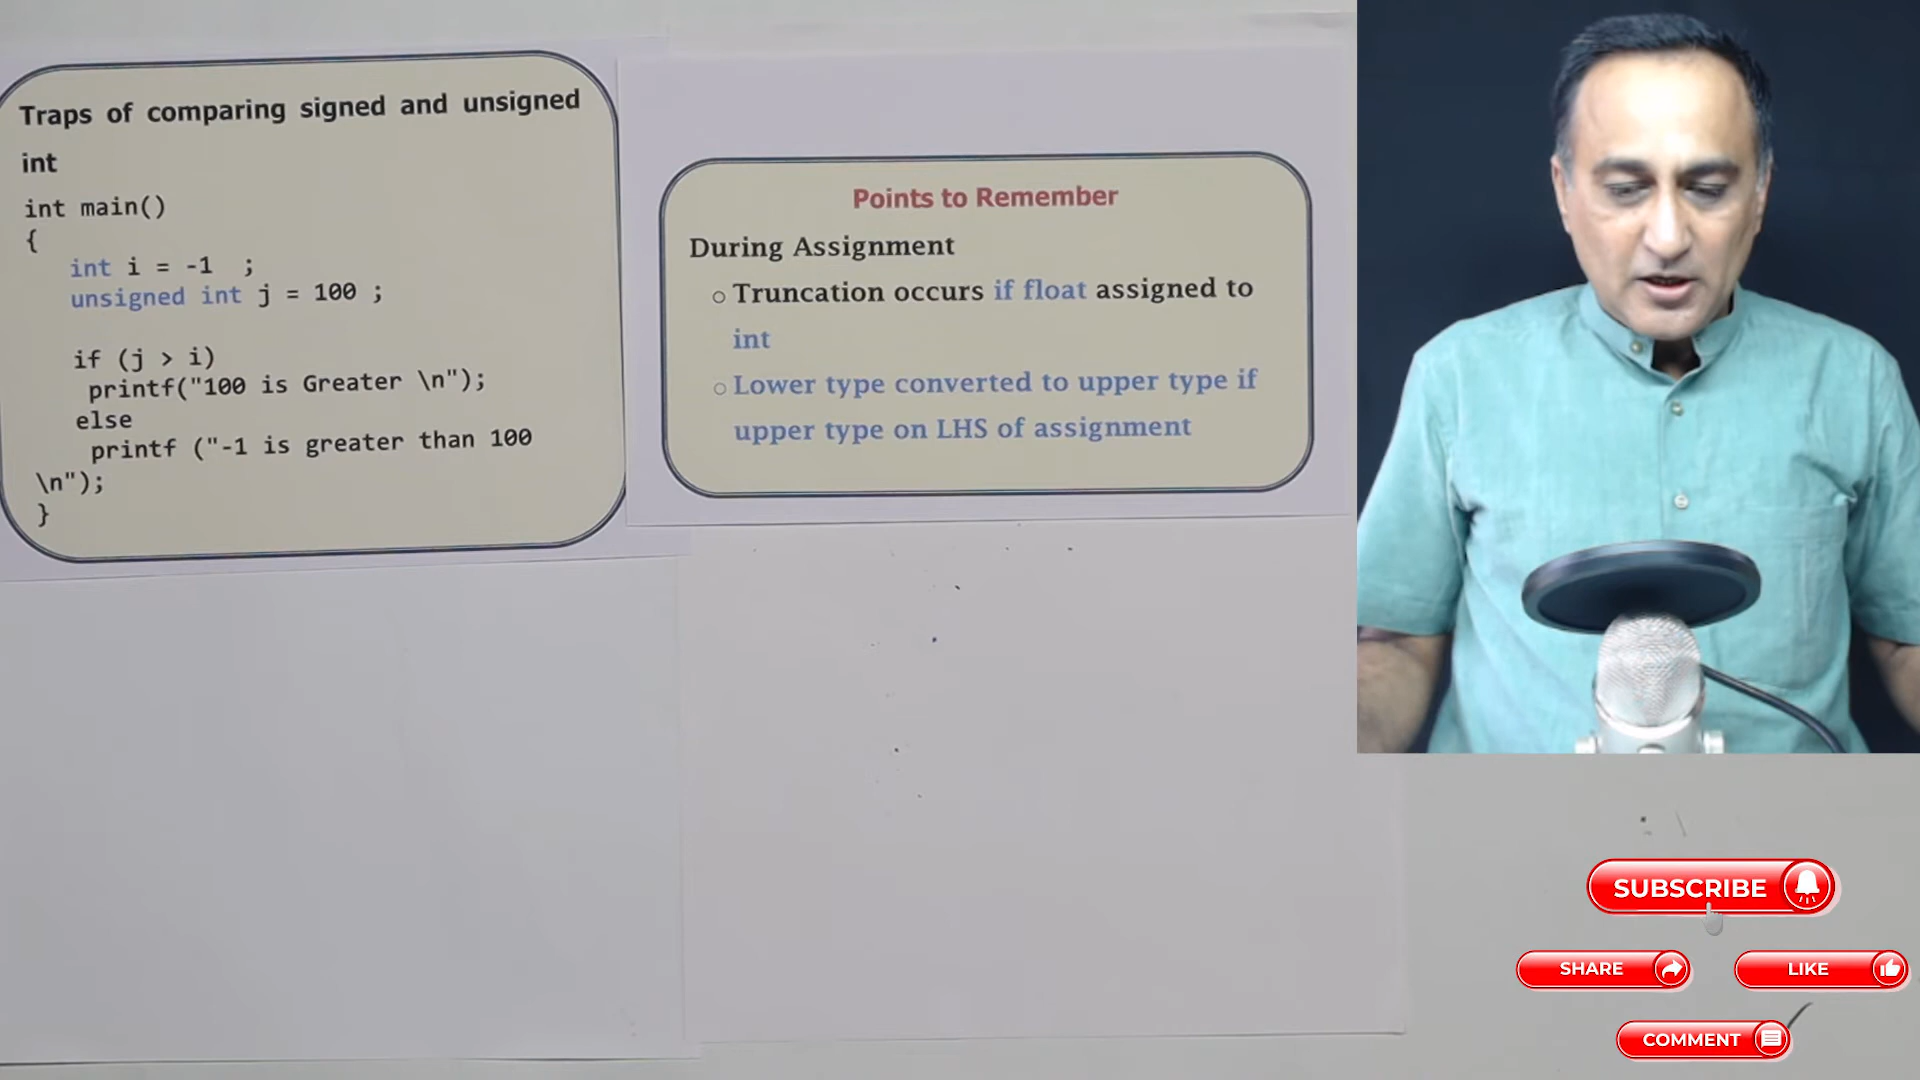 Traps of comparing signed and unsigned
int
int main()
{
int i = -1 ;
unsigned int j = 100 ;
if (j > i)
printf("100 is Greater \n");
else
printf ("-1 is greater than 100
\n");
}
Points to Remember
During Assignment
○ Truncation occurs if float assigned to
int
○ Lower type converted to upper type if
upper type on LHS of assignment
SUBSCRIBE
SHARE
LIKE
COMMENT